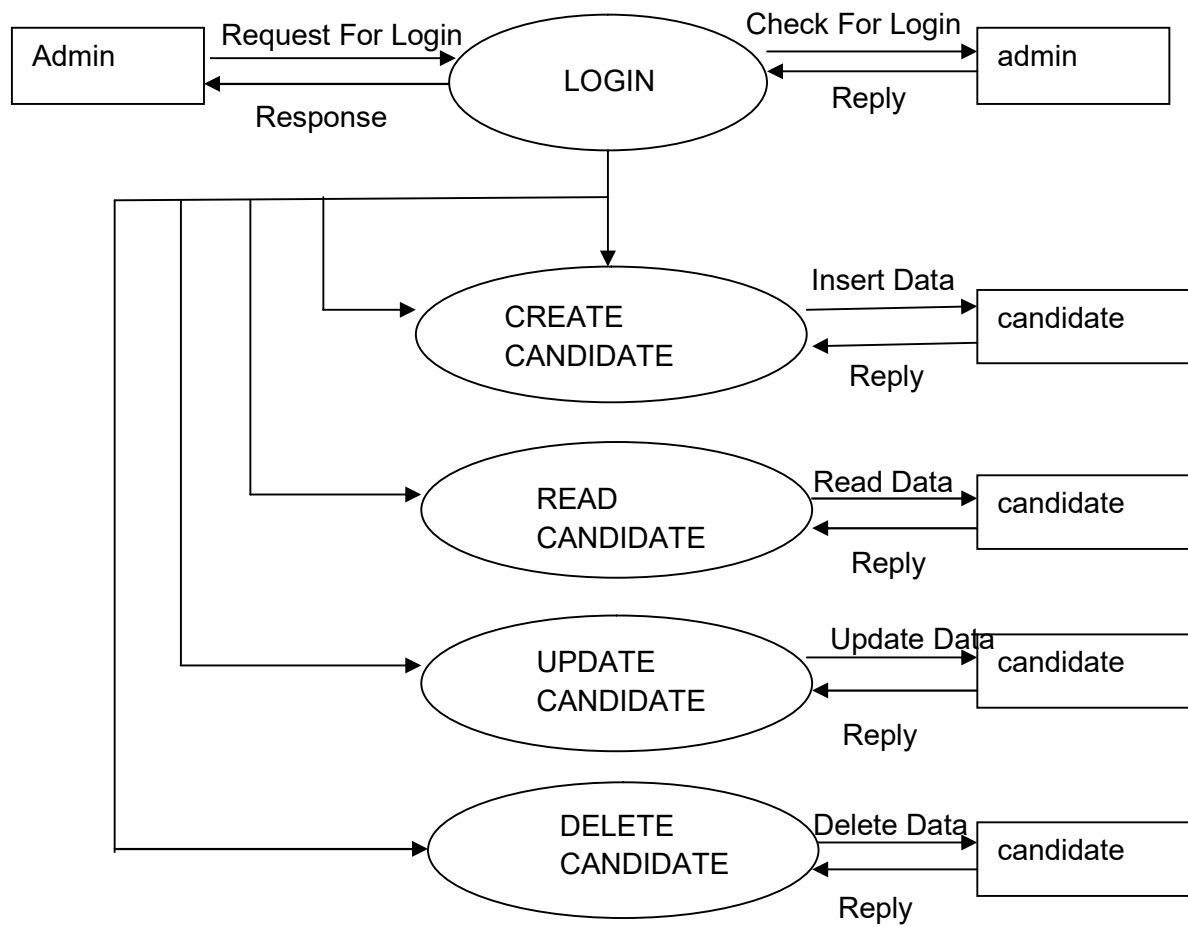 Admin
Request For Login
Response
LOGIN
Check For Login
Reply
admin
CREATE
CANDIDATE
Insert Data
Reply
candidate
READ
CANDIDATE
Read Data
Reply
candidate
UPDATE
CANDIDATE
Update Data
Reply
candidate
DELETE
CANDIDATE
Delete Data
Reply
candidate